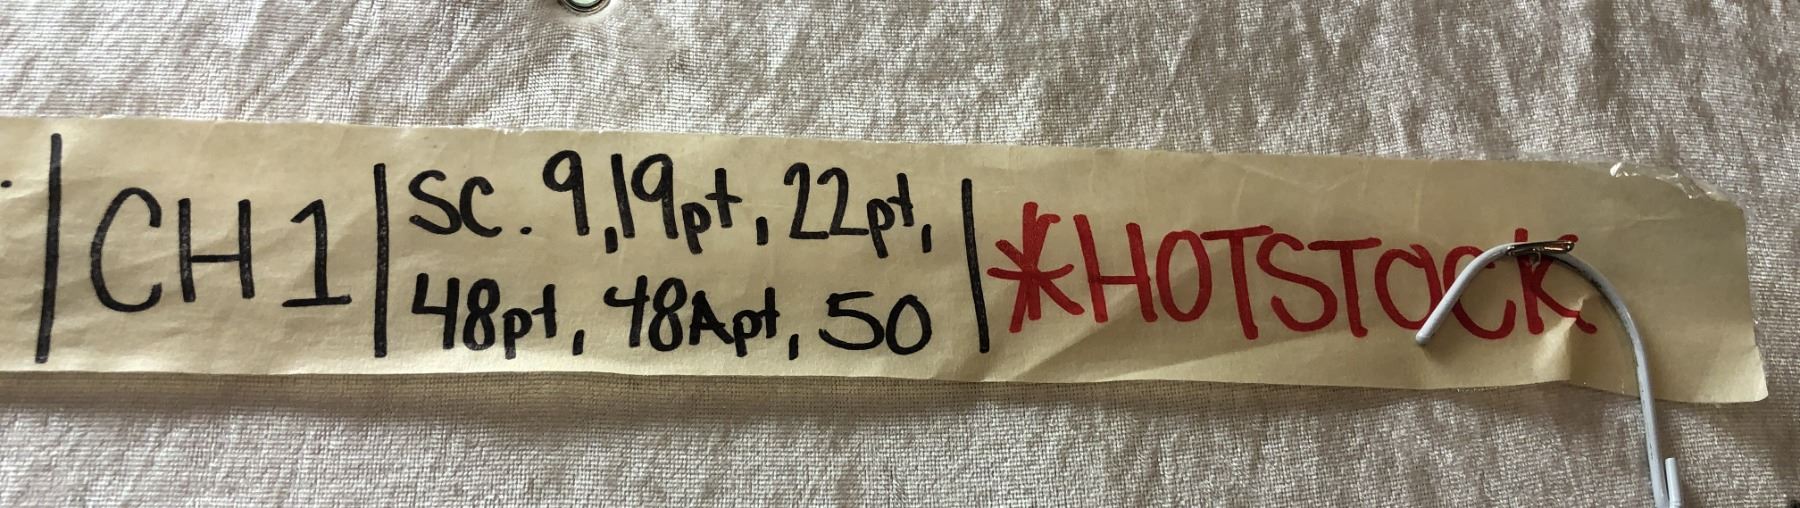 | CH 1 | SC. 9, 19pt, 22pt, | *HOTSTOCK
48pt, 48Apt, 50